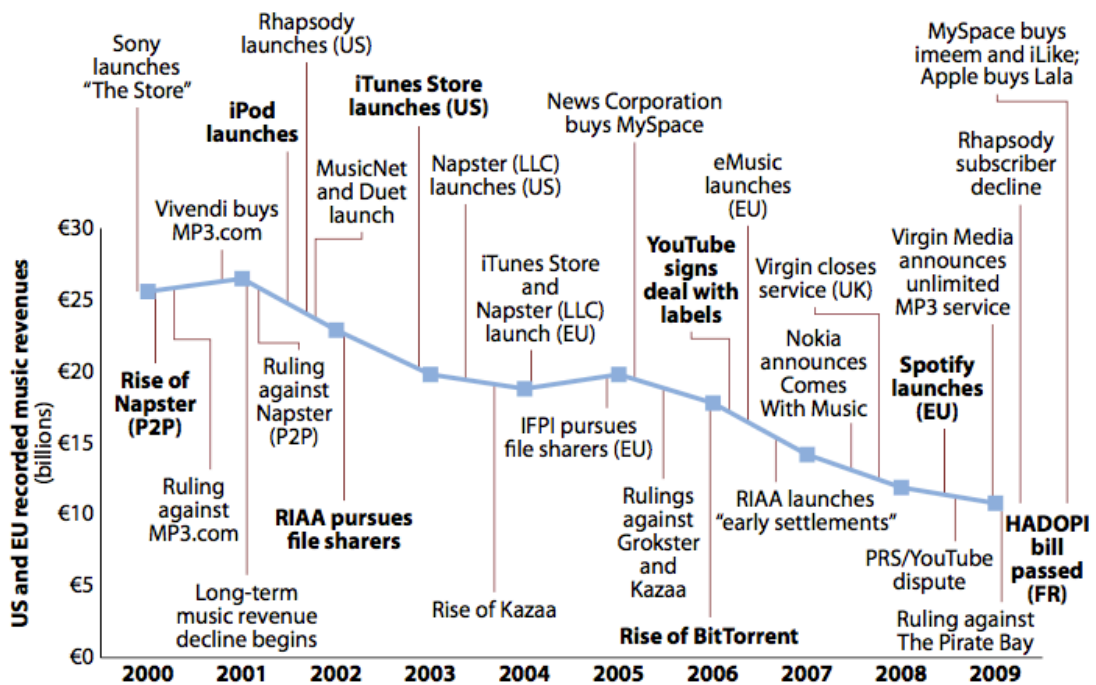 Rhapsody
launches (US)
Sony
launches
“The Store”
iPod
launches
iTunes Store
launches (US)
News Corporation
buys MySpace
MySpace buys
imeem and iLike;
Apple buys Lala
Vivendi buys
MP3.com
MusicNet
and Duet
launch
Napster (LLC)
launches (US)
eMusic
launches
(EU)
Rhapsody
subscriber
decline
iTunes Store
and
Napster (LLC)
launch (EU)
YouTube
signs
deal with
labels
Virgin closes
service (UK)
Virgin Media
announces
unlimited
MP3 service
Nokia
announces
Comes
With Music
Spotify
launches
(EU)
US and EU recorded music revenues
(billions)
€30
€25
€20
€15
€10
€5
€0
Rise of
Napster
(P2P)
Ruling
against
MP3.com
Long-term
music revenue
decline begins
Ruling
against
Napster
(P2P)
RIAA pursues
file sharers
Rise of Kazaa
IFPI pursues
file sharers (EU)
Rulings
against
Grokster
and
Kazaa
Rise of BitTorrent
RIAA launches
“early settlements”
PRS/YouTube
dispute
Ruling against
The Pirate Bay
HADOPI
bill
passed
(FR)
2000
2001
2002
2003
2004
2005
2006
2007
2008
2009